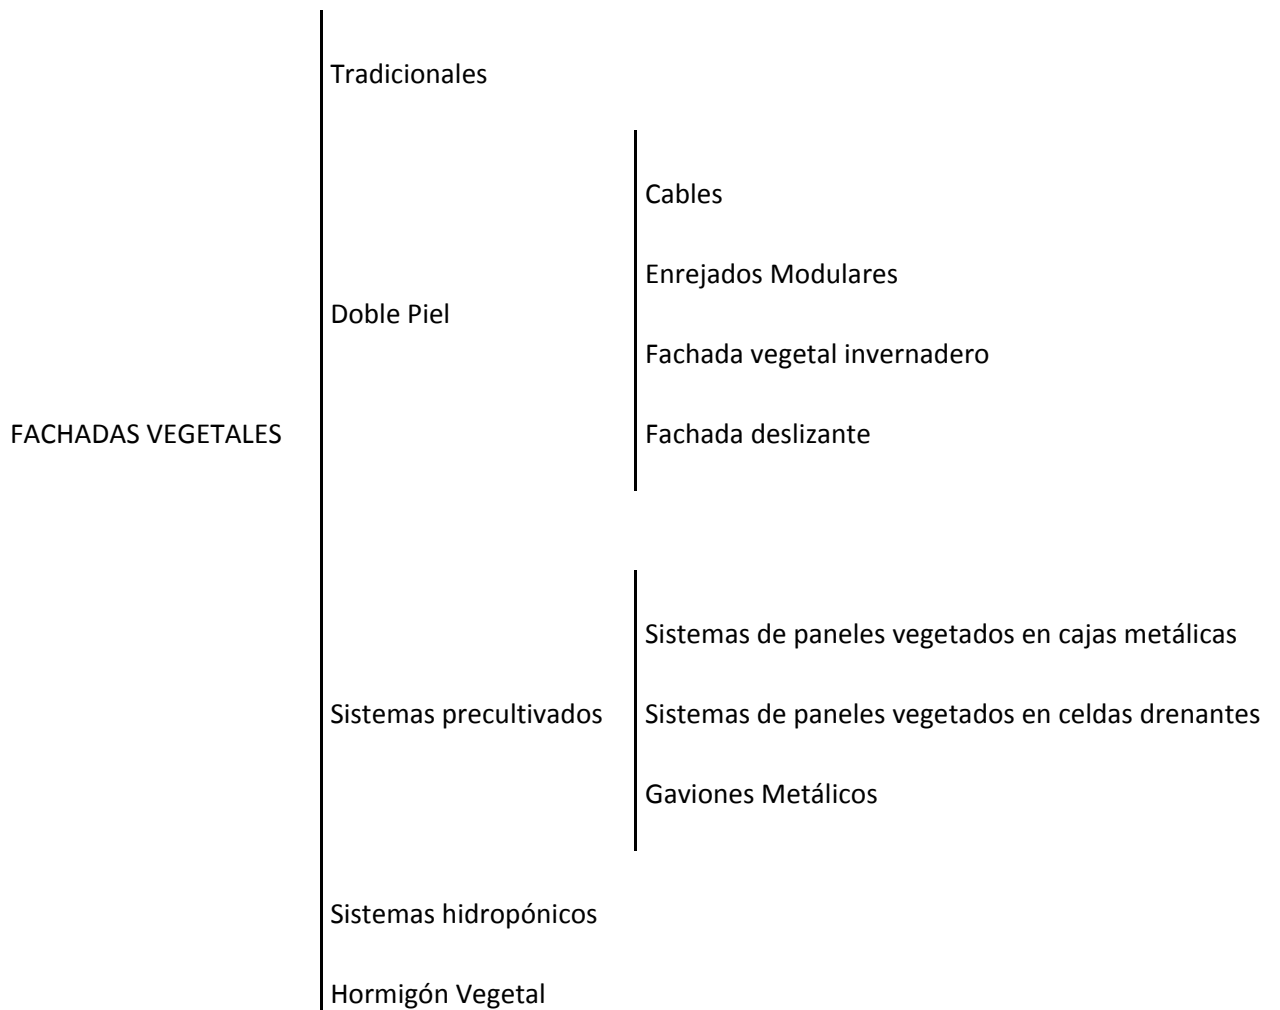 FACHADAS VEGETALES
Tradicionales
Doble Piel
Cables
Enrejados Modulares
Fachada vegetal invernadero
Fachada deslizante
Sistemas precultivados
Sistemas de paneles vegetados en cajas metálicas
Sistemas de paneles vegetados en celdas drenantes
Gaviones Metálicos
Sistemas hidropónicos
Hormigón Vegetal